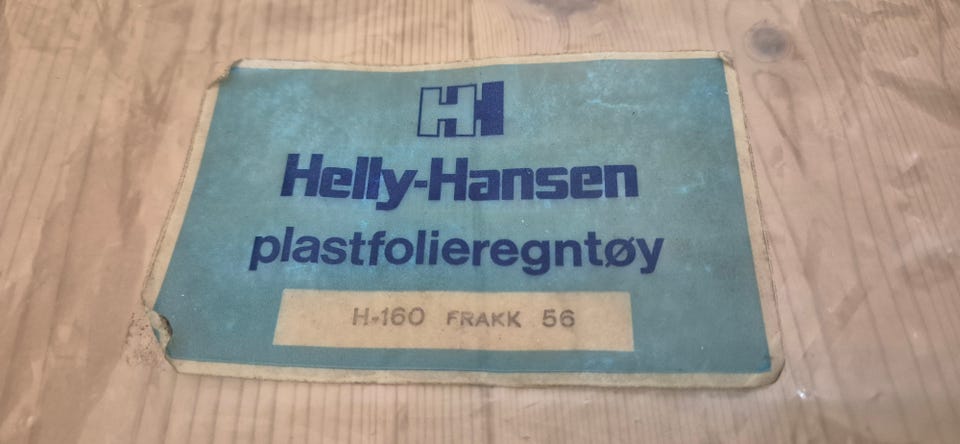 HH
Helly-Hansen
plastfolieregntøy
H-160 FRAKK 56